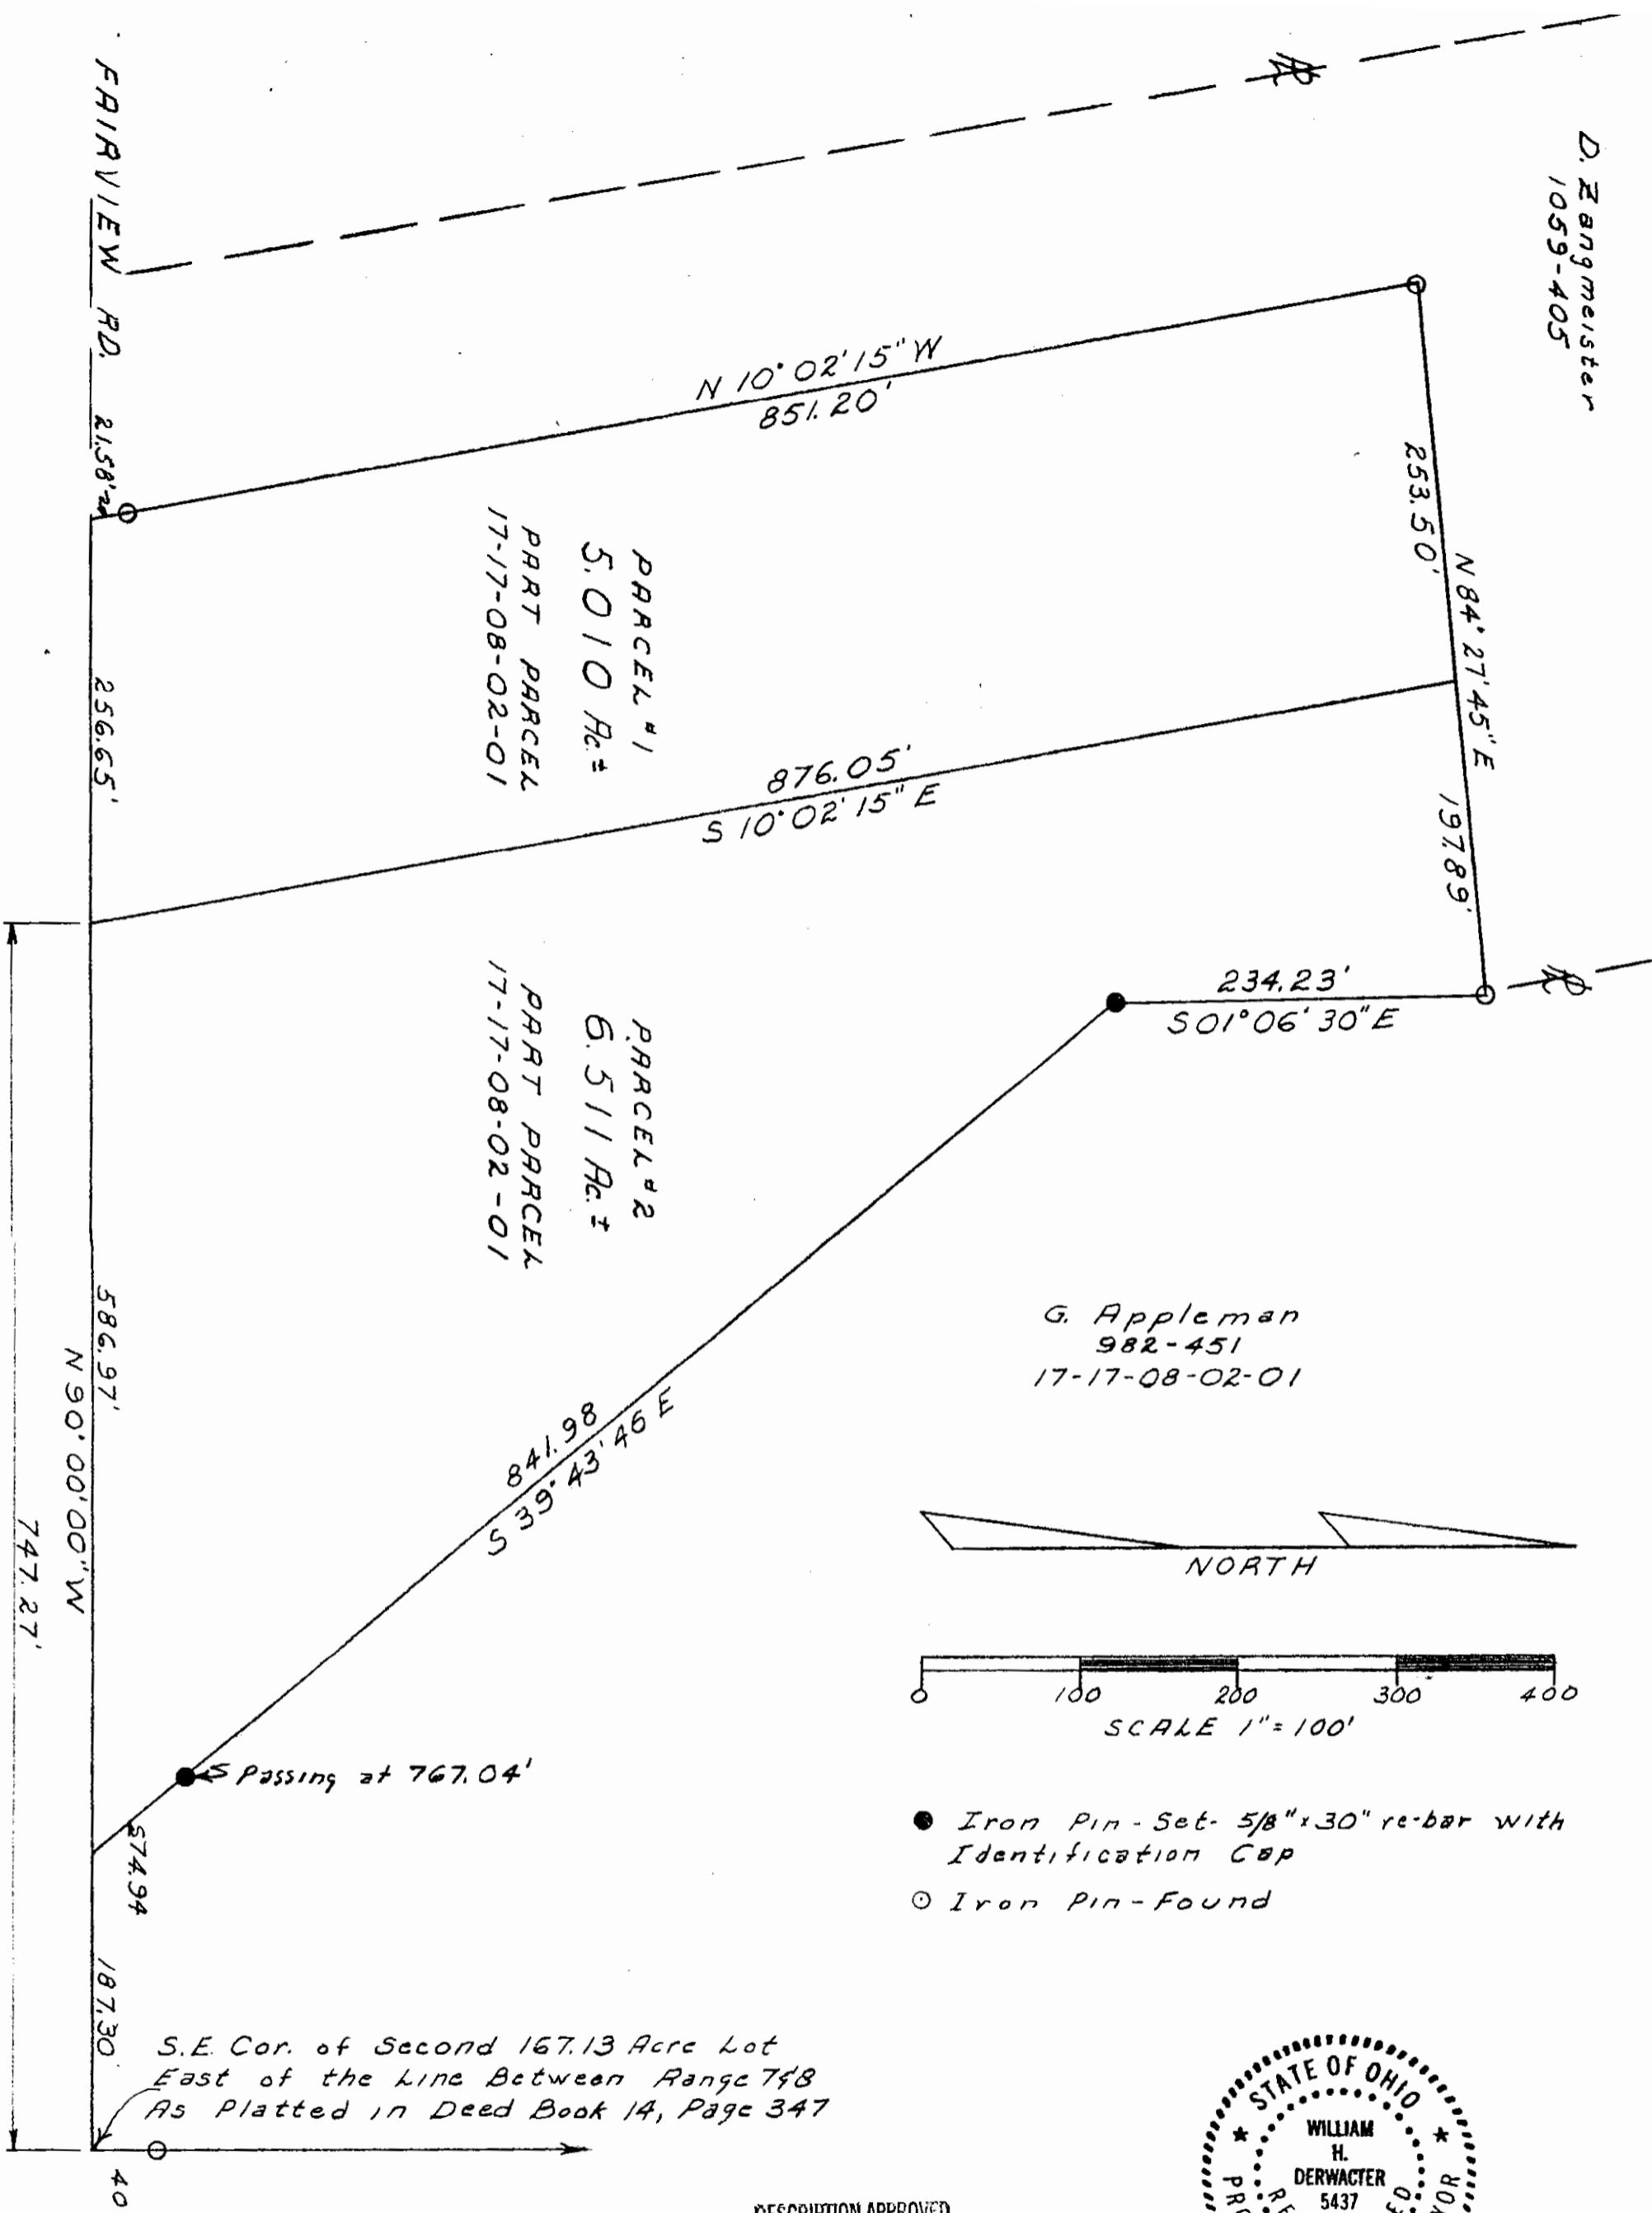 D. Zangmeister
1059-405
FAIRVIEW RD.
N 10° 02' 15" W
851.20'
21.58'
253.50'
N 84° 27' 45" E
197.89'
PARCEL #1
5.010 Ac.±
PART PARCEL
17-17-08-02-01
256.65'
876.05'
S 10° 02' 15" E
234.23'
S 01° 06' 30" E
PARCEL #2
6.511 Ac.±
PART PARCEL
17-17-08-02-01
G. Appleman
982-451
17-17-08-02-01
586.97'
N 90° 00' 00" W
747.27'
841.98
S 39° 43' 46 E
NORTH
0 100 200 300 400
SCALE 1" = 100'
Passing at 767.04'
74.94
● Iron Pin - Set - 5/8" x 30" re-bar with
Identification Cap
⊙ Iron Pin - Found
187.30'
S.E. Cor. of Second 167.13 Acre Lot
East of the Line Between Range 7&8
As Platted in Deed Book 14, Page 347
40
STATE OF OHIO
WILLIAM
H.
DERWACTER
5437
DESCRIPTION APPROVED